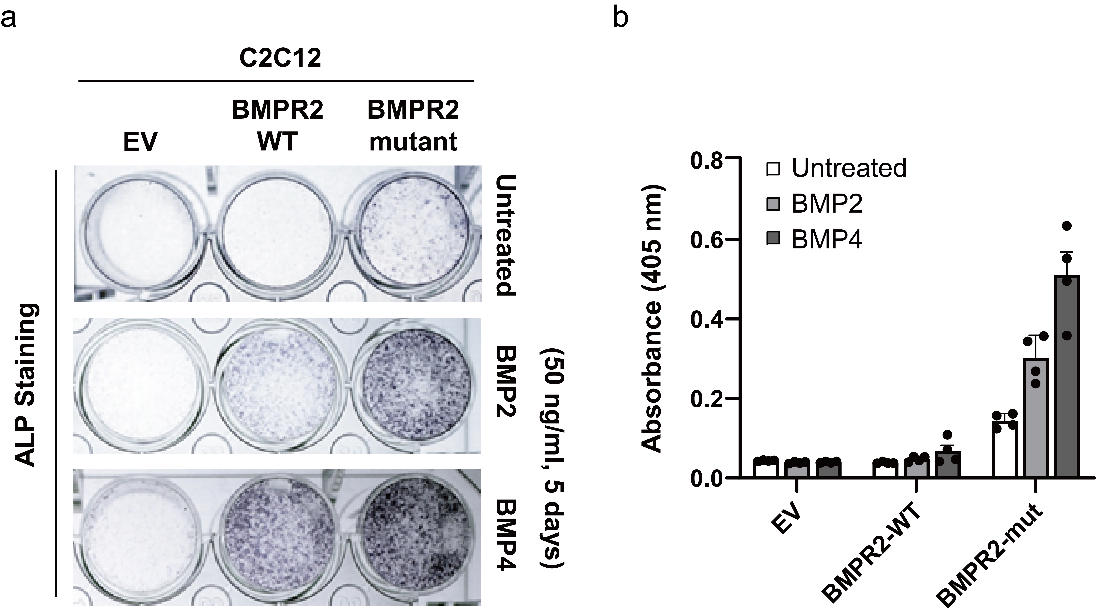 a
C2C12
EV
BMPR2
WT
BMPR2
mutant
ALP Staining
Untreated
BMP2
BMP4
(50 ng/ml, 5 days)
b
Absorbance (405 nm)
0.8
0.6
0.4
0.2
0.0
Untreated
BMP2
BMP4
EV
BMPR2-WT
BMPR2-mut